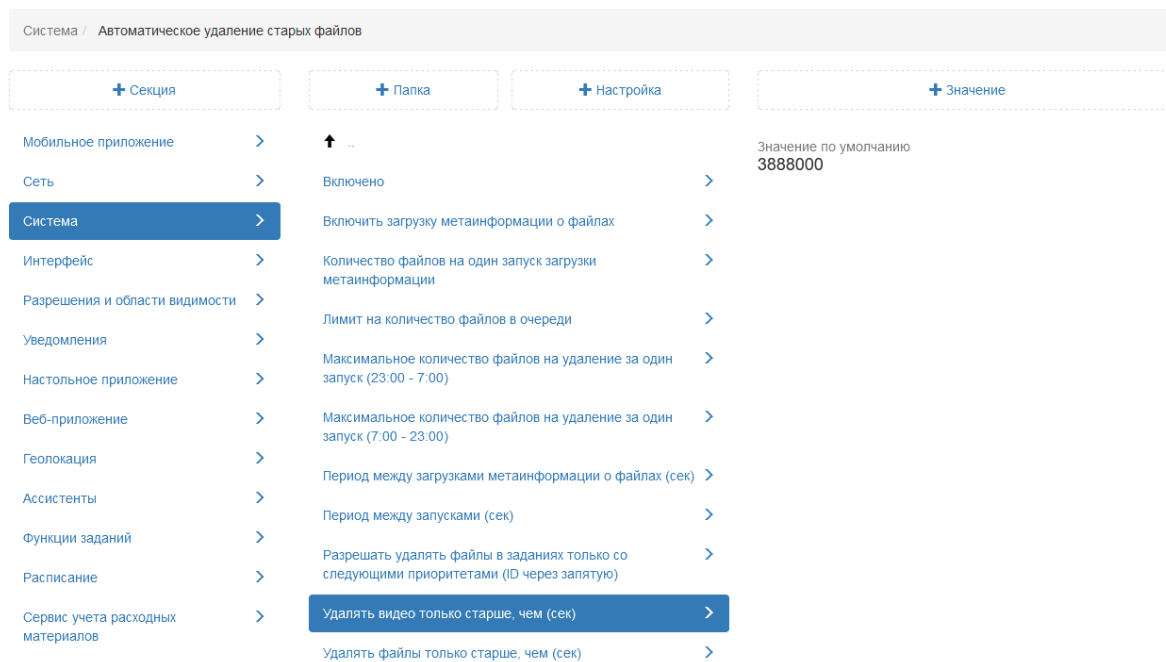 Система / Автоматическое удаление старых файлов
+ Секция
+ Папка
+ Настройка
+ Значение
Мобильное приложение
Сеть
Система
Интерфейс
Разрешения и области видимости
Уведомления
Настольное приложение
Веб-приложение
Геолокация
Ассистенты
Функции заданий
Расписание
Сервис учета расходных
материалов
..
Включено
Включить загрузку метаинформации о файлах
Количество файлов на один запуск загрузки
метаинформации
Лимит на количество файлов в очереди
Максимальное количество файлов на удаление за один
запуск (23:00 - 7:00)
Максимальное количество файлов на удаление за один
запуск (7:00 - 23:00)
Период между загрузками метаинформации о файлах (сек)
Период между запусками (сек)
Разрешать удалять файлы в заданиях только со
следующими приоритетами (ID через запятую)
Удалять видео только старше, чем (сек)
Удалять файлы только старше, чем (сек)
Значение по умолчанию
3888000